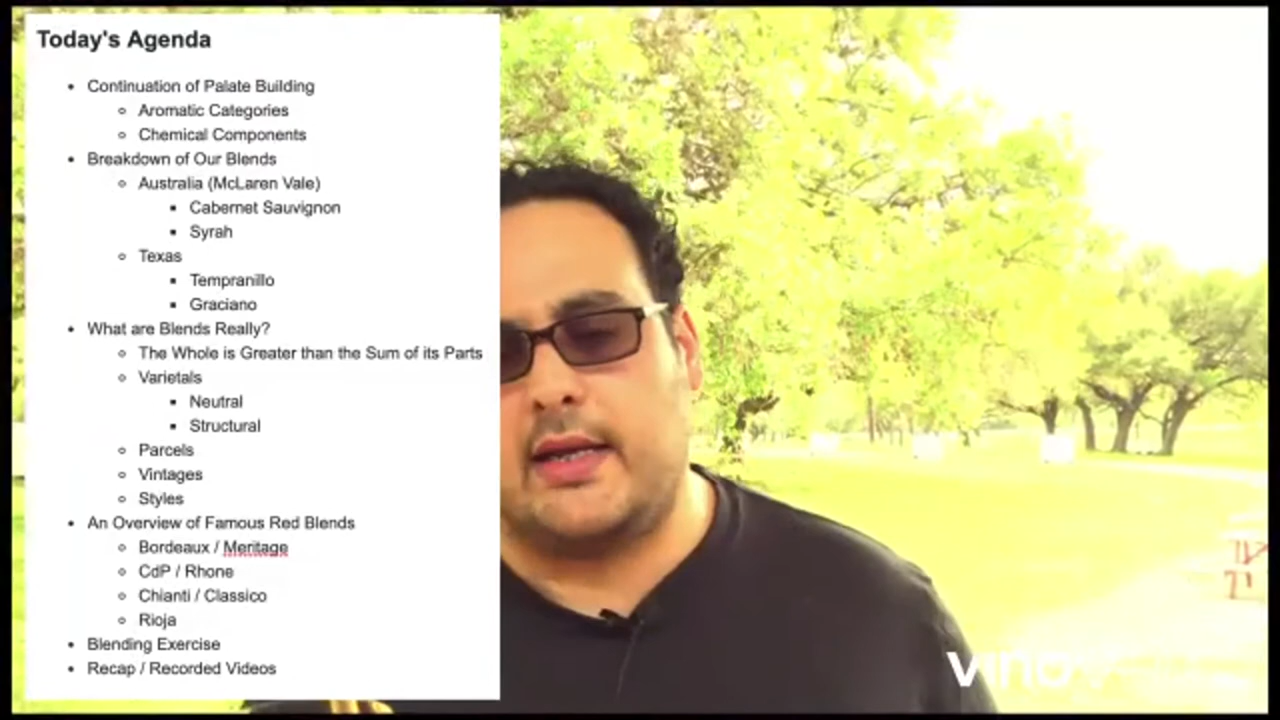 Today's Agenda
Continuation of Palate Building
Aromatic Categories
Chemical Components
Breakdown of Our Blends
Australia (McLaren Vale)
Cabernet Sauvignon
Syrah
Texas
Tempranillo
Graciano
What are Blends Really?
The Whole is Greater than the Sum of its Parts
Varietals
Neutral
Structural
Parcels
Vintages
Styles
An Overview of Famous Red Blends
Bordeaux / Meritage
CdP / Rhone
Chianti / Classico
Rioja
Blending Exercise
Recap / Recorded Videos